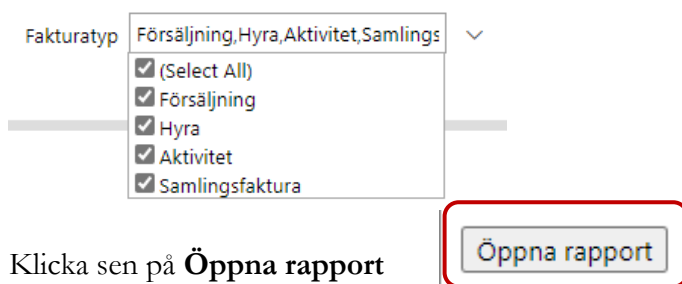 Fakturatyp Försäljning,Hyra,Aktivitet,Samlings
(Select All)
Försäljning
Hyra
Aktivitet
Samlingsfaktura
Klicka sen på Öppna rapport Öppna rapport